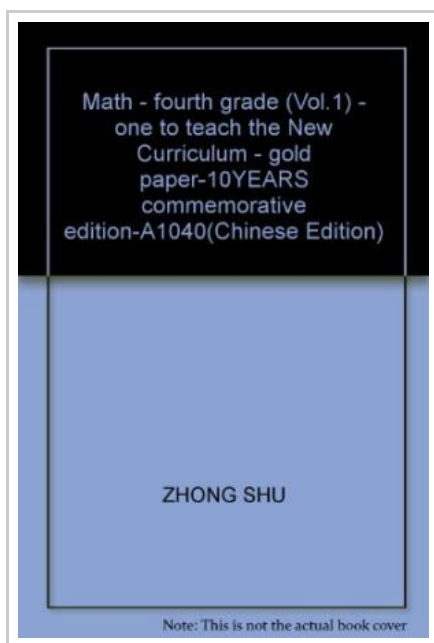 Math - fourth grade (Vol.1) -
one to teach the New
Curriculum - gold
paper-10YEARS
commemorative
edition-A1040(Chinese Edition)
ZHONG SHU
Note: This is not the actual book cover